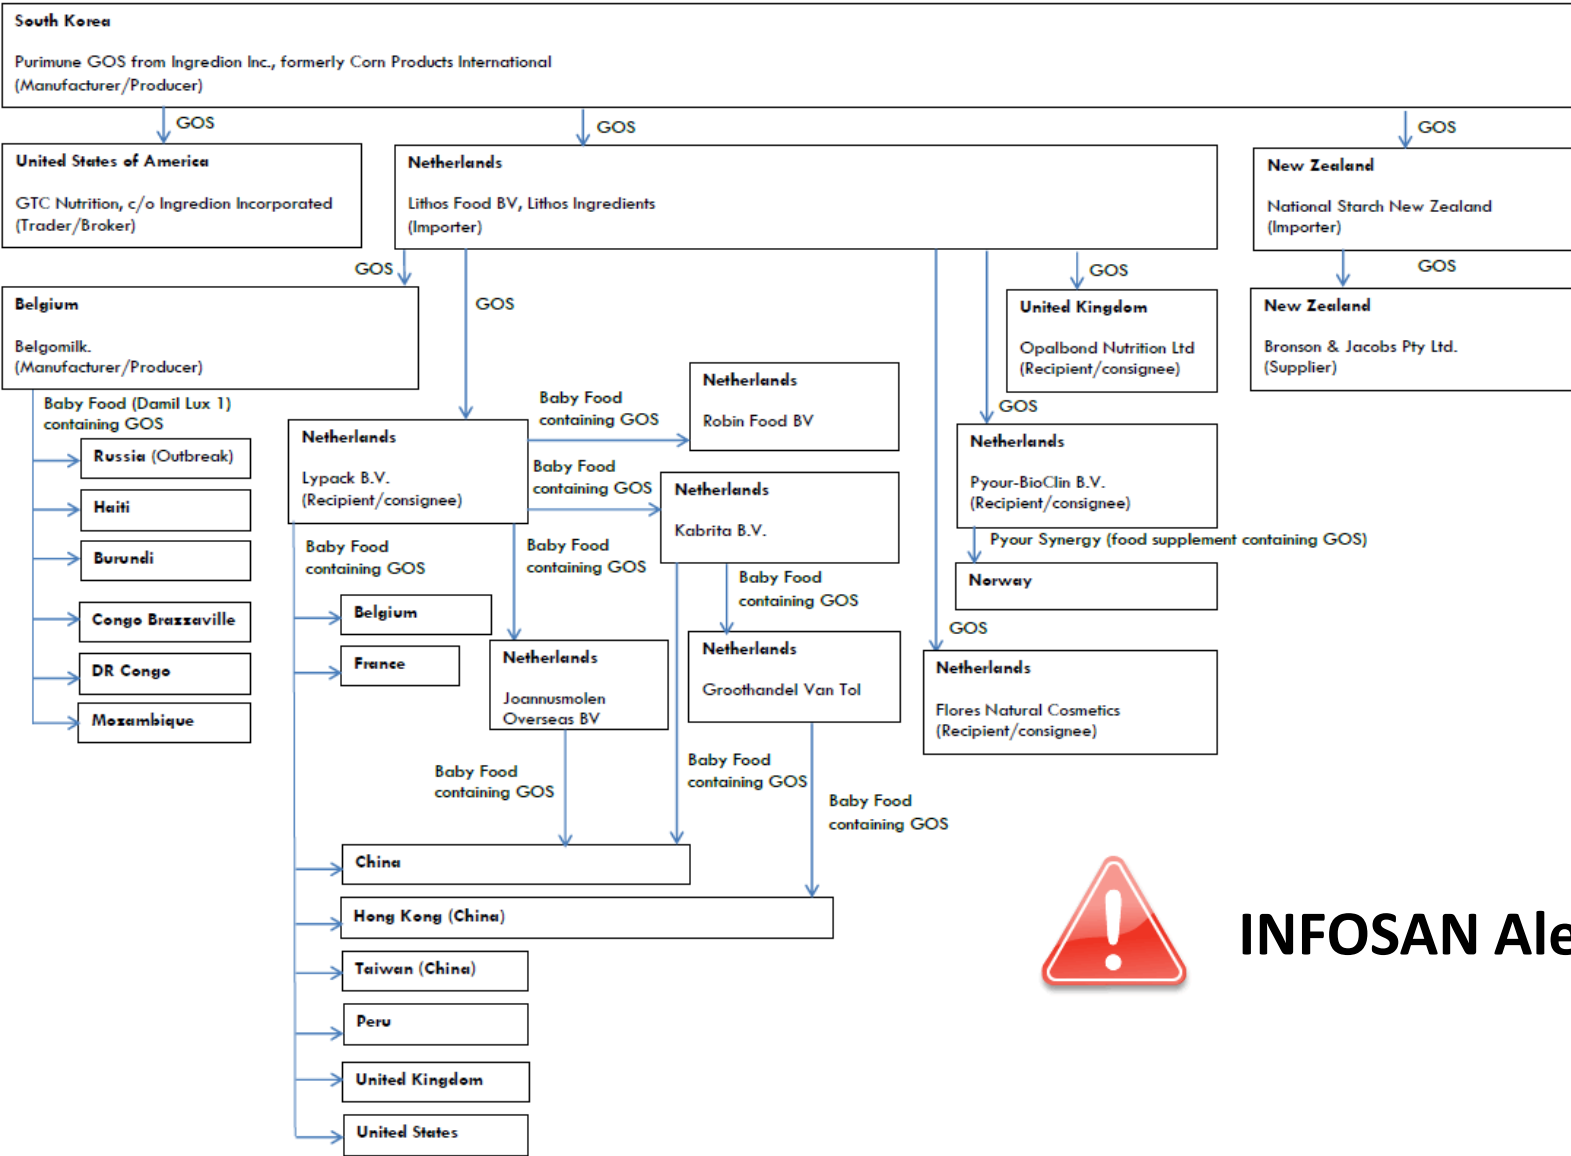 South Korea
Purimune GOS from Ingredion Inc., formerly Corn Products International
(Manufacturer/Producer)
GOS
GOS
GOS
United States of America
GTC Nutrition, c/o Ingredion Incorporated
(Trader/Broker)
Netherlands
Lithos Food BV, Lithos Ingredients
(Importer)
New Zealand
National Starch New Zealand
(Importer)
GOS
GOS
GOS
GOS
Belgium
Belgomilk.
(Manufacturer/Producer)
United Kingdom
Opalbond Nutrition Ltd
(Recipient/consignee)
New Zealand
Bronson & Jacobs Pty Ltd.
(Supplier)
Baby Food (Damil Lux 1)
containing GOS
Russia (Outbreak)
Haiti
Burundi
Congo Brazzaville
DR Congo
Mozambique
Netherlands
Lypack B.V.
(Recipient/consignee)
Baby Food
containing GOS
Netherlands
Robin Food BV
Baby Food
containing GOS
Netherlands
Kabrita B.V.
GOS
Netherlands
Pyour-BioClin B.V.
(Recipient/consignee)
Pyour Synergy (food supplement containing GOS)
Norway
Baby Food
containing GOS
Baby Food
containing GOS
Baby Food
containing GOS
Belgium
France
Netherlands
Joannusmolen
Overseas BV
Netherlands
Groothandel Van Tol
GOS
Netherlands
Flores Natural Cosmetics
(Recipient/consignee)
Baby Food
containing GOS
Baby Food
containing GOS
Baby Food
containing GOS
China
Hong Kong (China)
Taiwan (China)
Peru
United Kingdom
United States
INFOSAN Ale